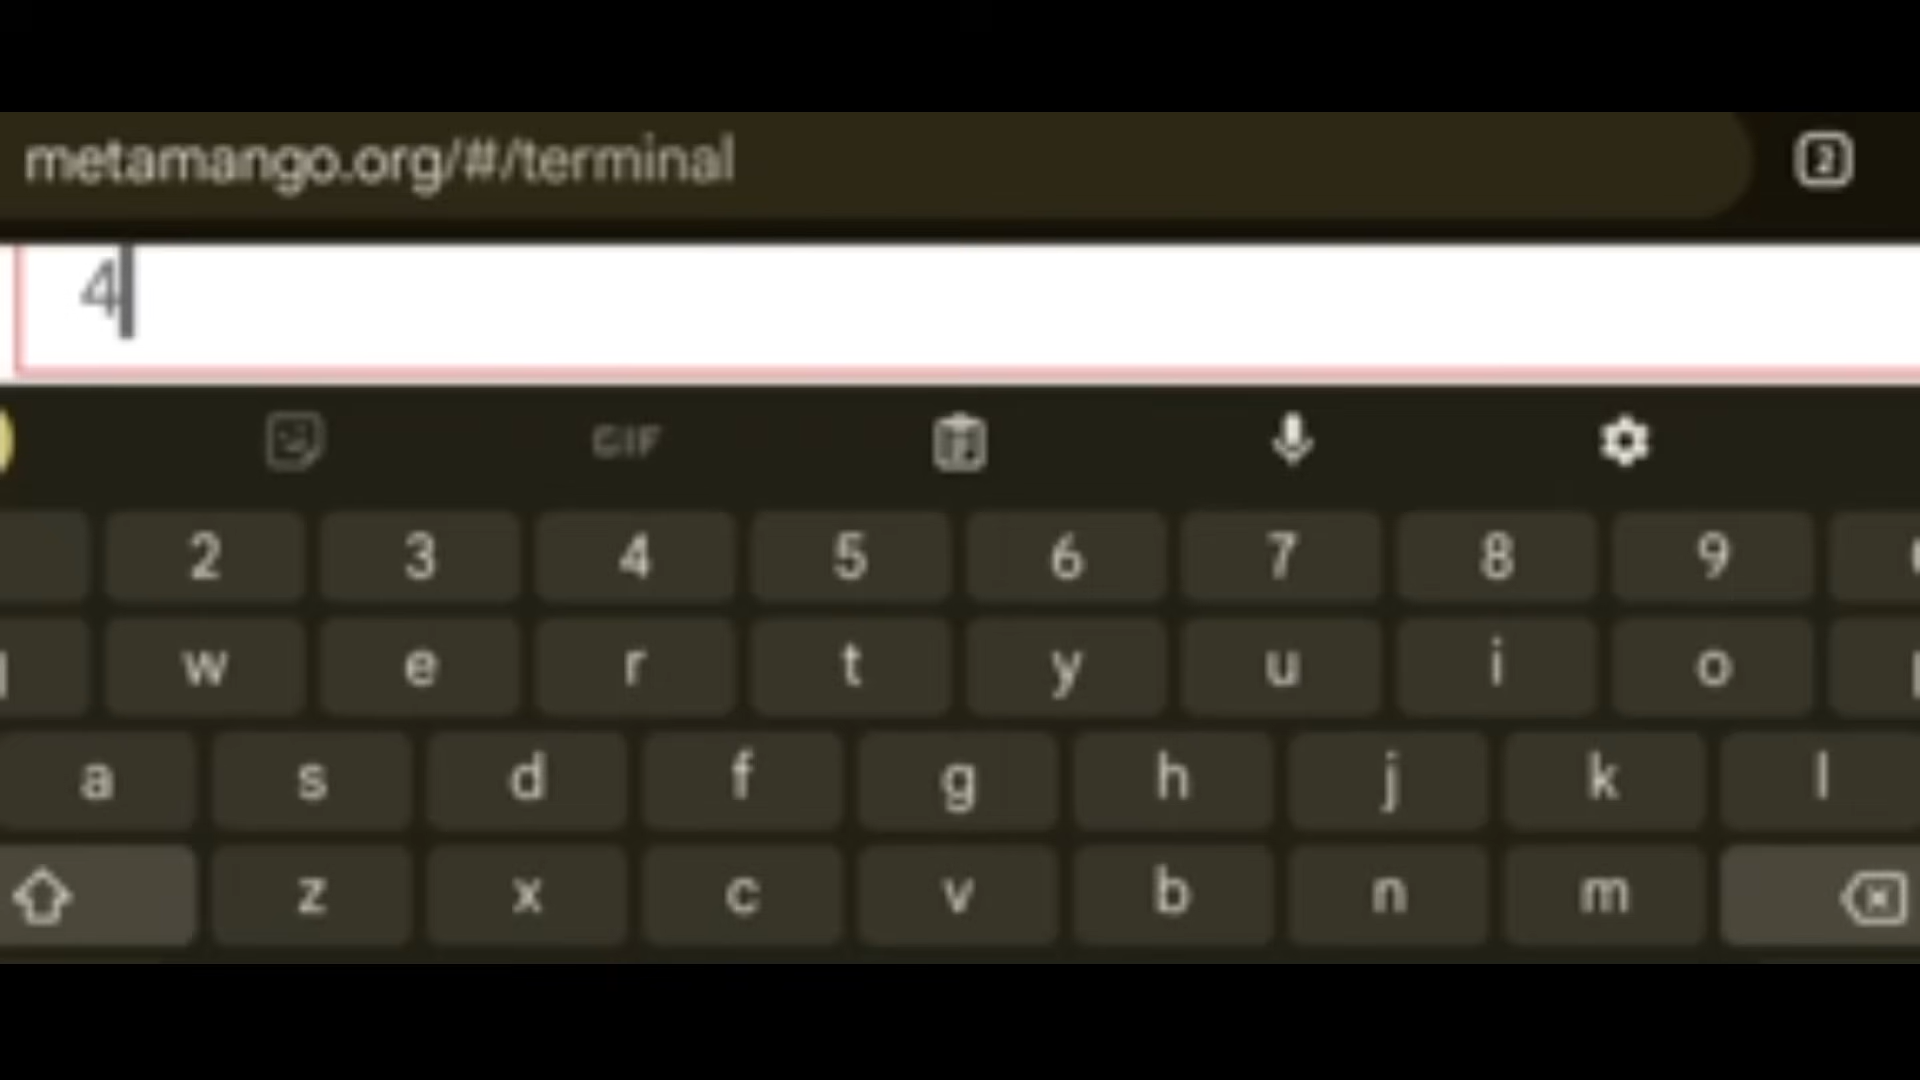 metamango.org/#/terminal
2
4
GIF
2 3 4 5 6 7 8 9
w e r t y u i o
a s d f g h j k l
z x c v b n m